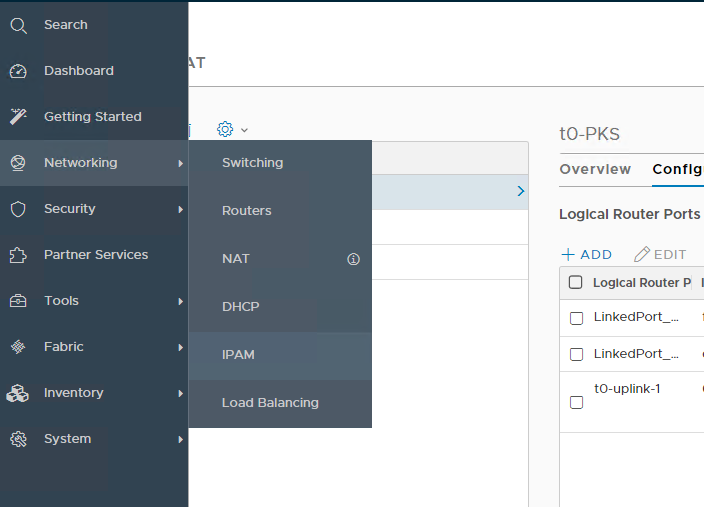 Search
Dashboard
Getting Started
Networking
Security
Partner Services
Tools
Fabric
Inventory
System
AT
Switching
Routers
NAT
DHCP
IPAM
Load Balancing
t0-PKS
Overview Config
Logical Router Ports
+ ADD EDIT
Logical Router P
LinkedPort_...
LinkedPort_...
t0-uplink-1